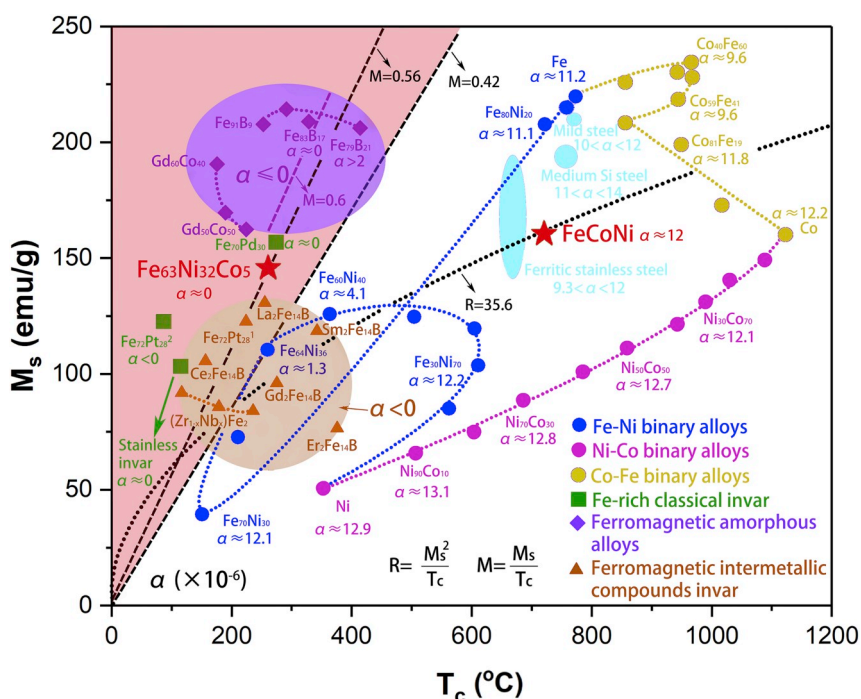 250
200
150
100
50
0
Mₛ (emu/g)
0
200
400
600
800
1000
1200
T_c (°C)
M=0.56
M=0.42
Fe
α≈11.2
Co₄₀Fe₆₀
α≈9.6
Fe₈₀Ni₂₀
α≈11.1
Co₅₉Fe₄₁
α≈9.6
Fe₉₁B₉
Fe₈₃B₁₇
α≈0
Fe₇₉B₂₁
α>2
Mild steel
10< α <12
Co₈₁Fe₁₉
α≈11.8
Gd₆₀Co₄₀
α ≤ 0
M=0.6
Medium Si steel
11< α <14
Gd₅₀Co₅₀
Fe₇₀Pd₃₀
α≈0
FeCoNi α≈12
α≈12.2
Co
Fe₆₃Ni₃₂Co₅
α≈0
Fe₆₀Ni₄₀
α≈4.1
Ferritic stainless steel
9.3< α <12
R=35.6
La₂Fe₁₄B
Fe₇₂Pt₂₈¹
Sm₂Fe₁₄B
Fe₇₂Pt₂₈²
α<0
Fe₆₄Ni₃₆
α≈1.3
Ni₃₀Co₇₀
α≈12.1
Ce₂Fe₁₄B
Fe₃₀Ni₇₀
α≈12.2
Ni₅₀Co₅₀
α≈12.7
Gd₂Fe₁₄B
α<0
(Zr₁₋ₓNbₓ)Fe₂
Er₂Fe₁₄B
Ni₇₀Co₃₀
α≈12.8
Stainless
invar
α≈0
Ni₉₀Co₁₀
α≈13.1
Ni
α≈12.9
Fe₇₀Ni₃₀
α≈12.1
α (×10⁻⁶)
R= Mₛ²/T_c M= Mₛ/T_c
Fe-Ni binary alloys
Ni-Co binary alloys
Co-Fe binary alloys
Fe-rich classical invar
Ferromagnetic amorphous
alloys
Ferromagnetic intermetallic
compounds invar